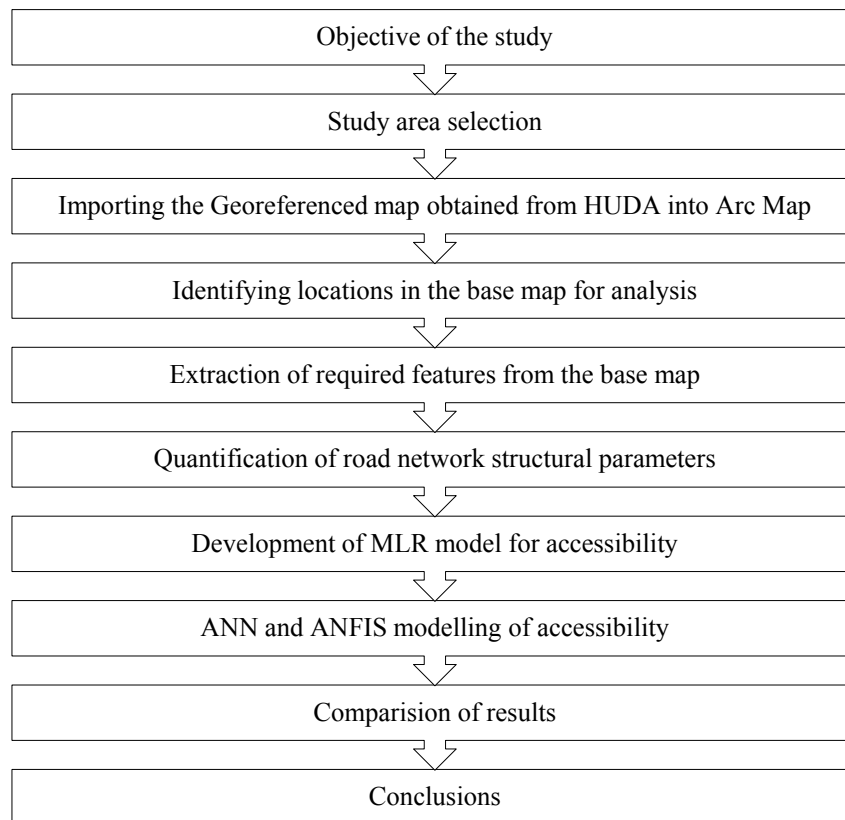 Objective of the study
Study area selection
Importing the Georeferenced map obtained from HUDA into Arc Map
Identifying locations in the base map for analysis
Extraction of required features from the base map
Quantification of road network structural parameters
Development of MLR model for accessibility
ANN and ANFIS modelling of accessibility
Comparision of results
Conclusions